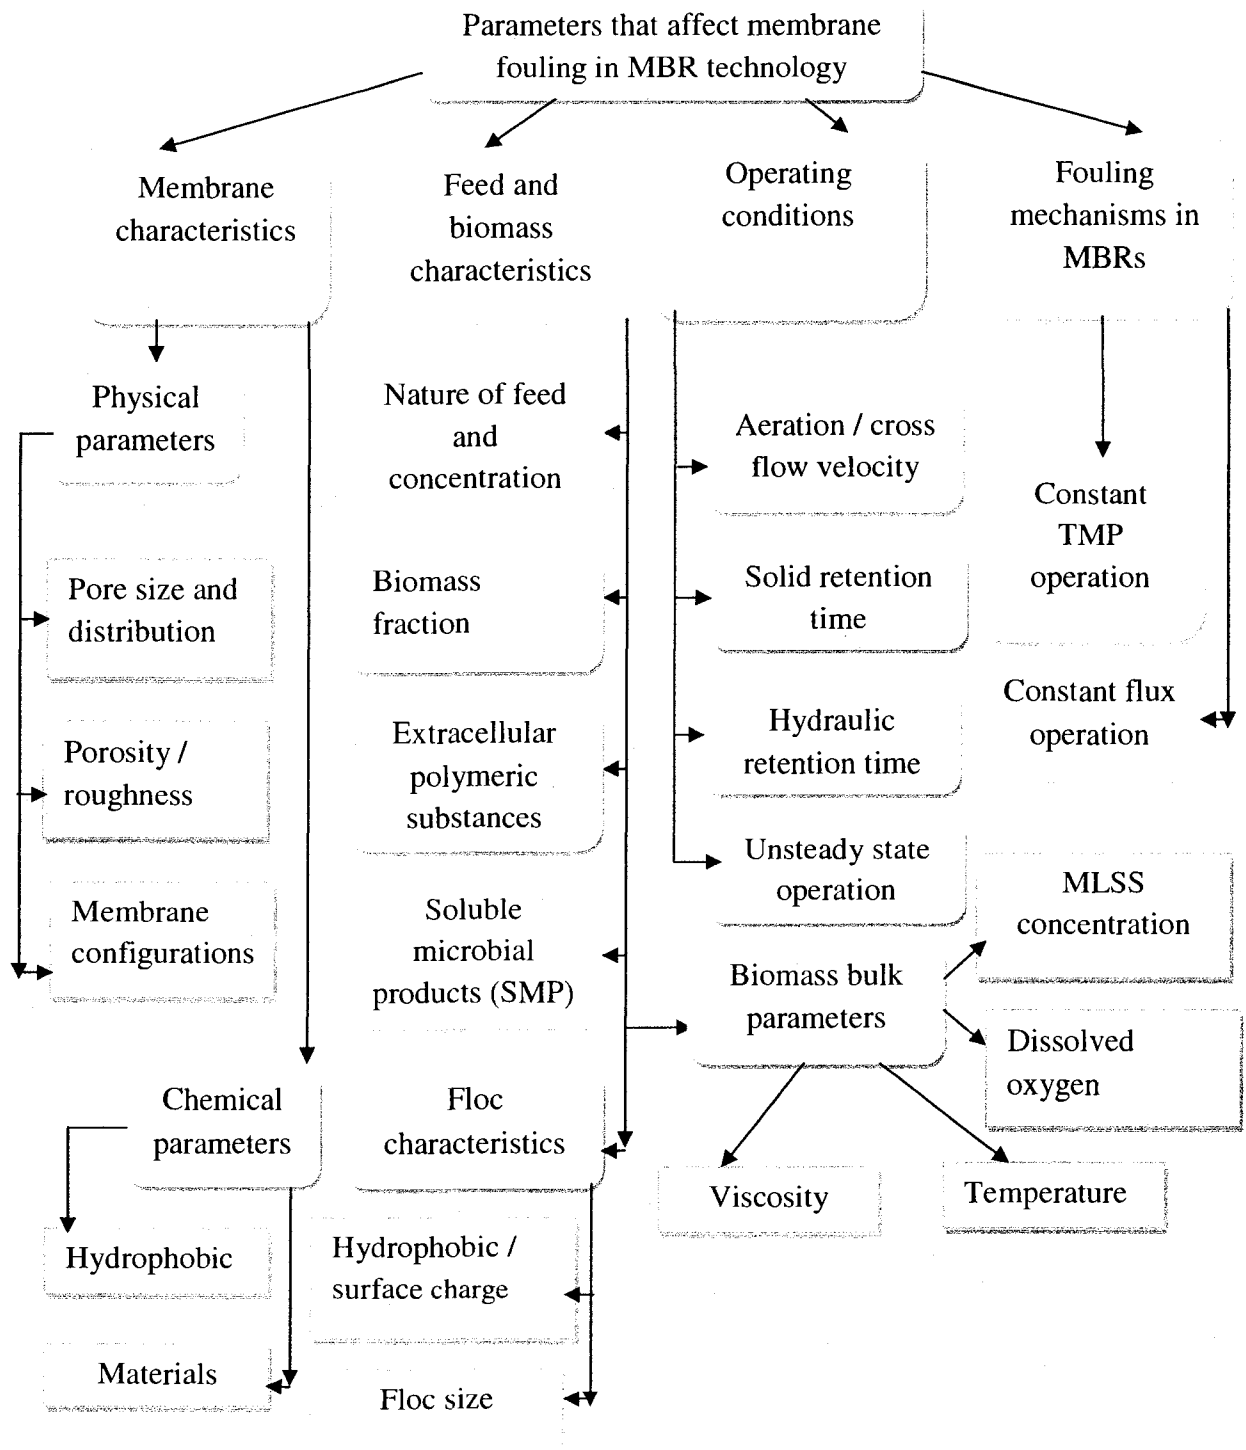 Parameters that affect membrane
fouling in MBR technology
Membrane
characteristics
Feed and
biomass
characteristics
Operating
conditions
Fouling
mechanisms in
MBRs
Physical
parameters
Pore size and
distribution
Porosity /
roughness
Membrane
configurations
Chemical
parameters
Hydrophobic
Materials
Nature of feed
and
concentration
Biomass
fraction
Extracellular
polymeric
substances
Soluble
microbial
products (SMP)
Floc
characteristics
Hydrophobic /
surface charge
Floc size
Aeration / cross
flow velocity
Solid retention
time
Hydraulic
retention time
Unsteady state
operation
Biomass bulk
parameters
MLSS
concentration
Dissolved
oxygen
Viscosity
Temperature
Constant
TMP
operation
Constant flux
operation